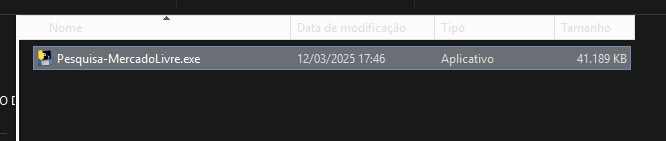 Nome Data de modificação Tipo Tamanho
Pesquisa-MercadoLivre.exe 12/03/2025 17:46 Aplicativo 41.189 KB
O D